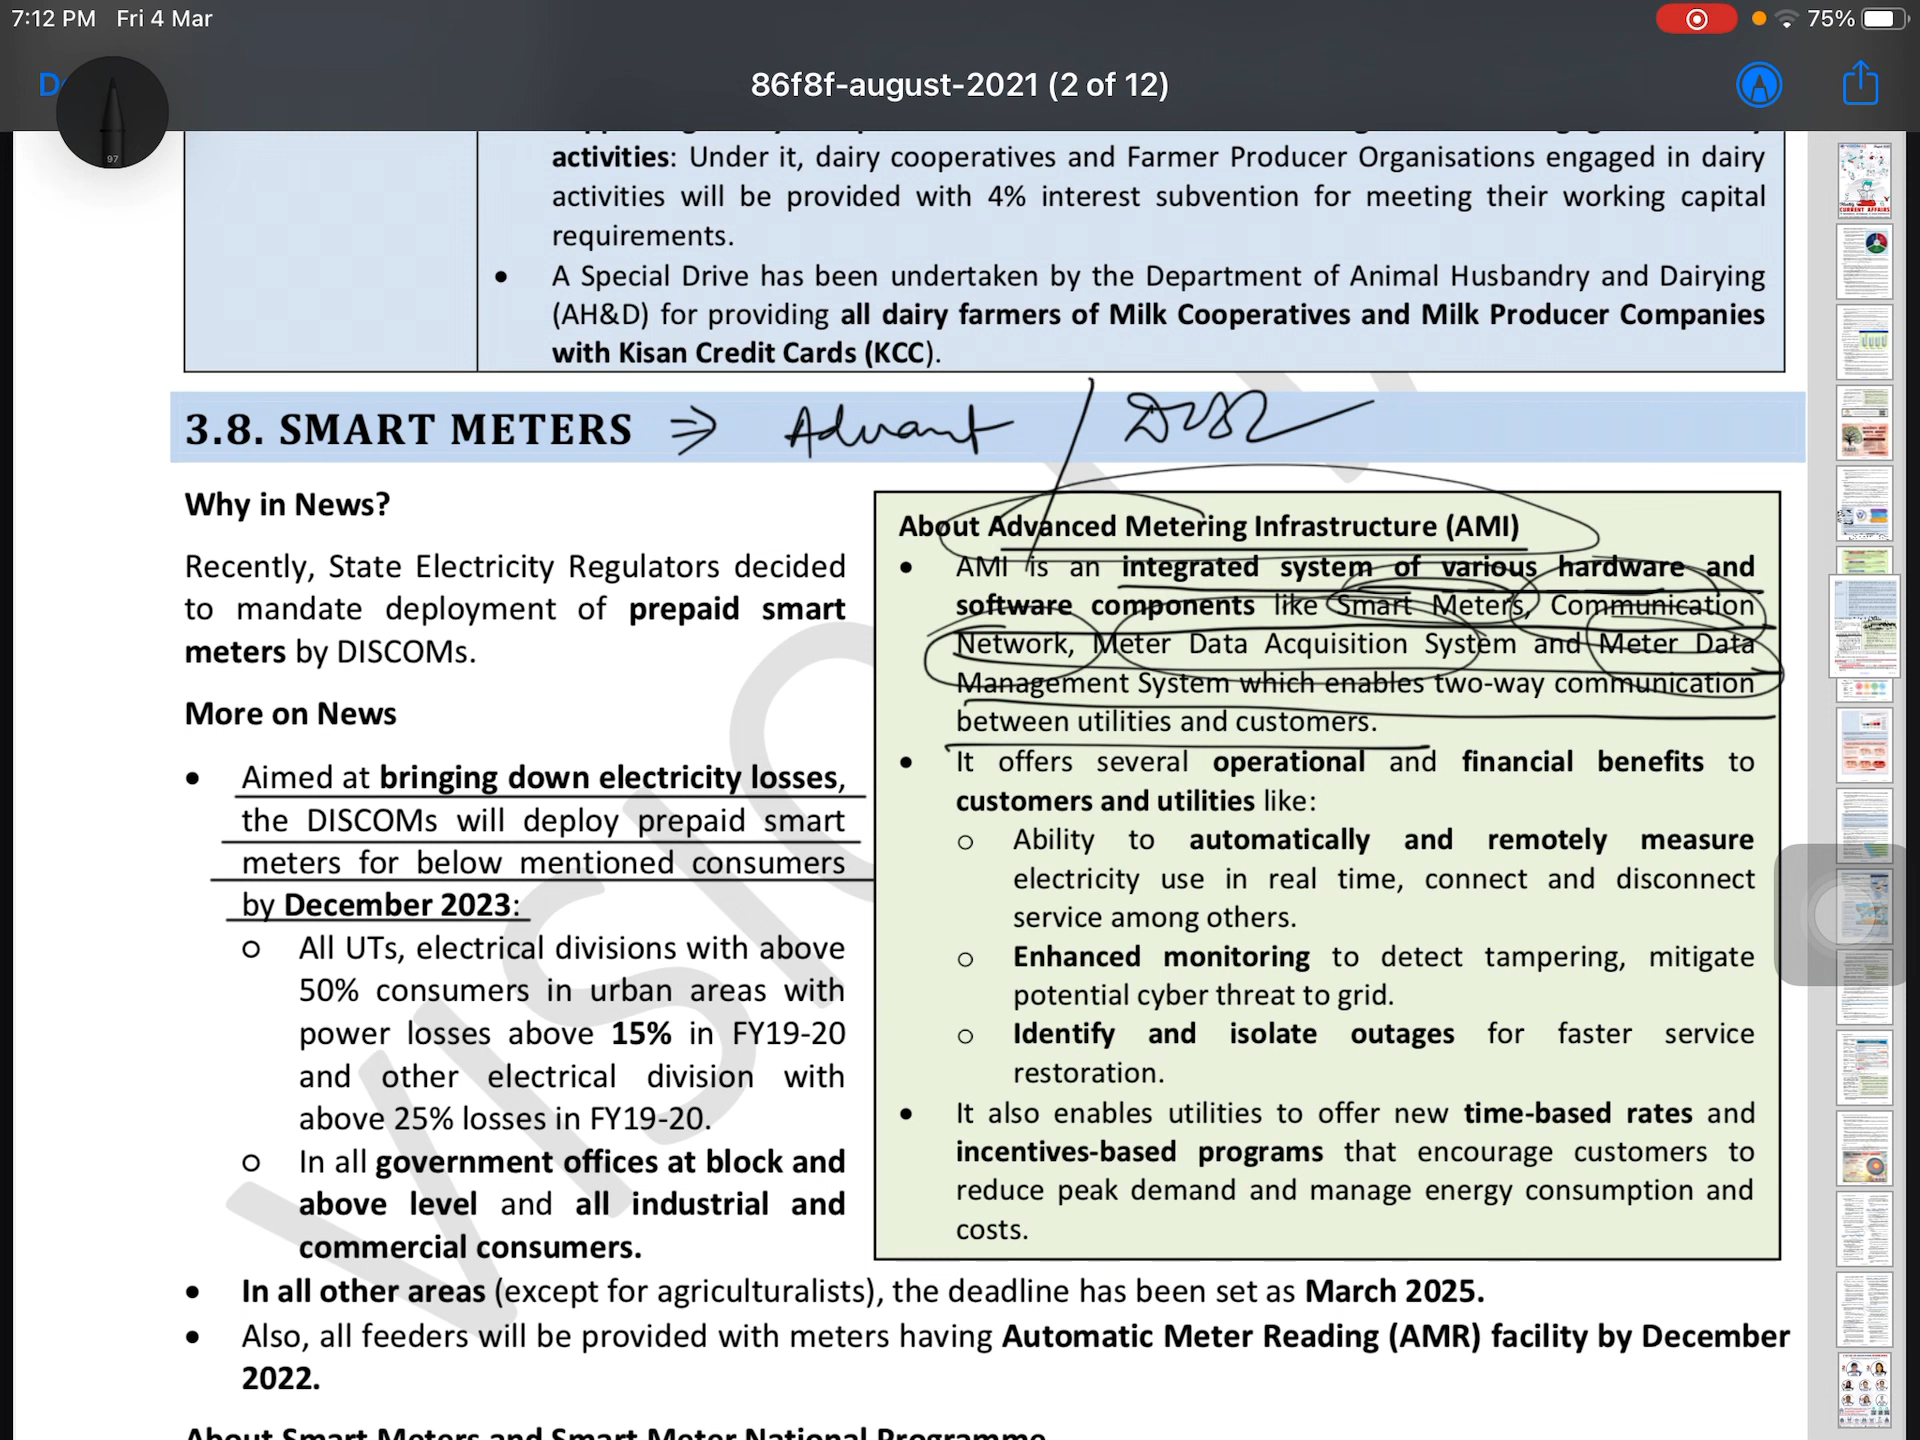 7:12 PM Fri 4 Mar
75%
86f8f-august-2021 (2 of 12)
97
activities: Under it, dairy cooperatives and Farmer Producer Organisations engaged in dairy
activities will be provided with 4% interest subvention for meeting their working capital
requirements.
• A Special Drive has been undertaken by the Department of Animal Husbandry and Dairying
(AH&D) for providing all dairy farmers of Milk Cooperatives and Milk Producer Companies
with Kisan Credit Cards (KCC).
3.8. SMART METERS ⇒ Advant /
Why in News?
Recently, State Electricity Regulators decided
to mandate deployment of prepaid smart
meters by DISCOMs.
More on News
• Aimed at bringing down electricity losses,
the DISCOMs will deploy prepaid smart
meters for below mentioned consumers
by December 2023:
o All UTs, electrical divisions with above
50% consumers in urban areas with
power losses above 15% in FY19-20
and other electrical division with
above 25% losses in FY19-20.
o In all government offices at block and
above level and all industrial and
commercial consumers.
About Advanced Metering Infrastructure (AMI)
• AMI is an integrated system of various hardware and
software components like Smart Meters, Communication
Network, Meter Data Acquisition System and Meter Data
Management System which enables two-way communication
between utilities and customers.
• It offers several operational and financial benefits to
customers and utilities like:
o Ability to automatically and remotely measure
electricity use in real time, connect and disconnect
service among others.
o Enhanced monitoring to detect tampering, mitigate
potential cyber threat to grid.
o Identify and isolate outages for faster service
restoration.
• It also enables utilities to offer new time-based rates and
incentives-based programs that encourage customers to
reduce peak demand and manage energy consumption and
costs.
• In all other areas (except for agriculturalists), the deadline has been set as March 2025.
• Also, all feeders will be provided with meters having Automatic Meter Reading (AMR) facility by December
2022.
About Smart Meters and Smart Meter National Programme